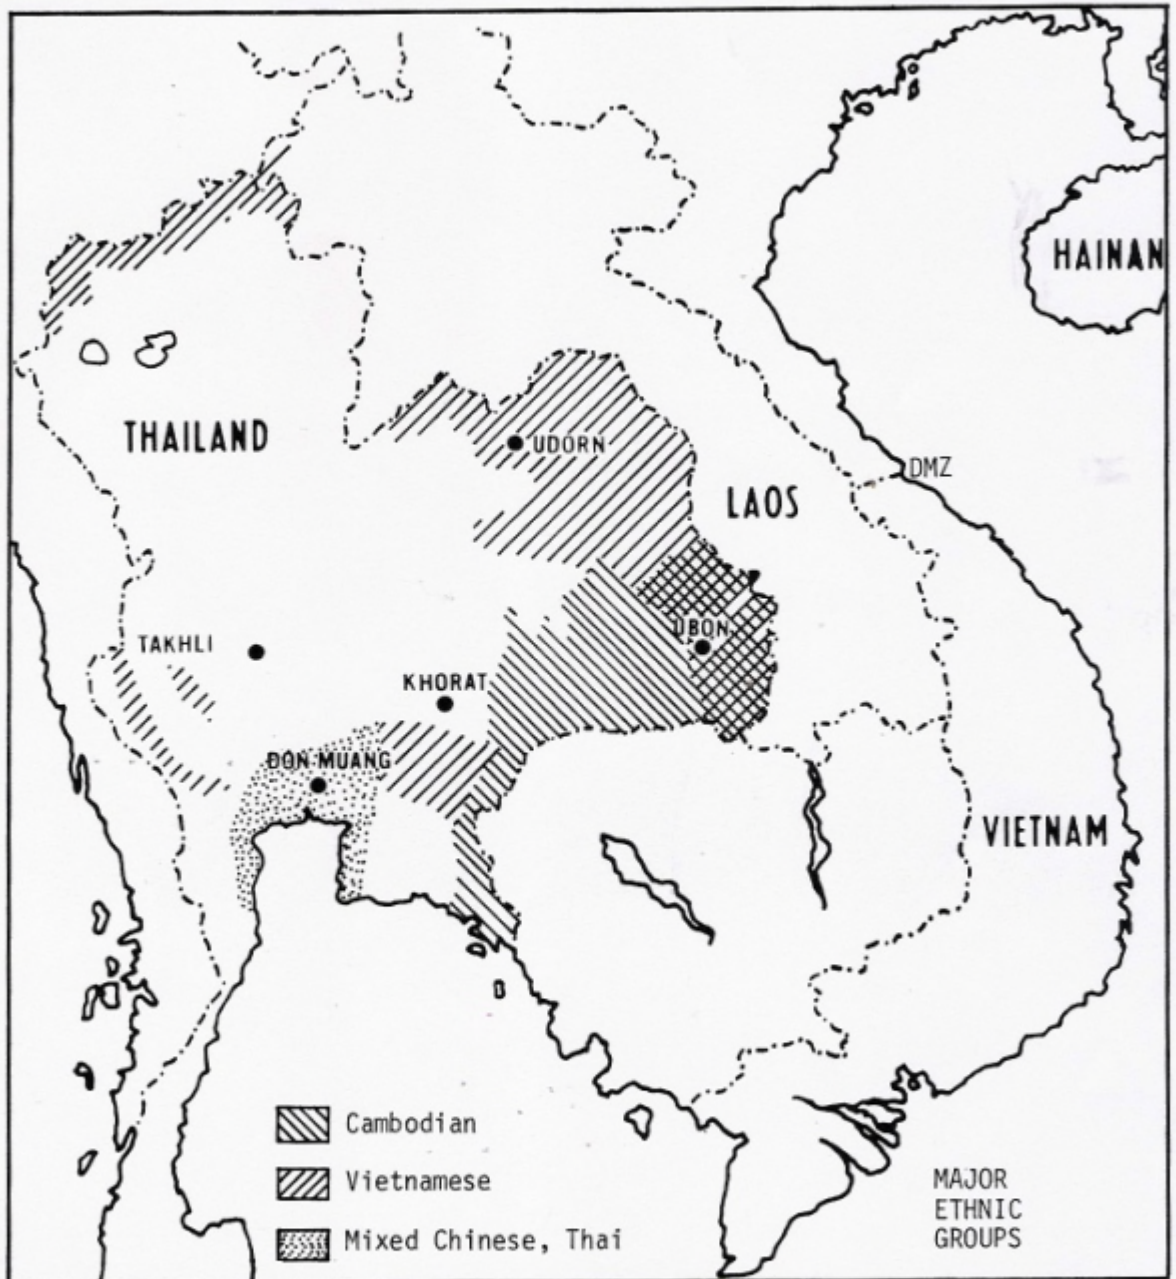 HAINAN
THAILAND
UDORN
DMZ
LAOS
UBON
TAKHLI
KHORAT
DON MUANG
VIETNAM
Cambodian
Vietnamese
Mixed Chinese, Thai
MAJOR
ETHNIC
GROUPS